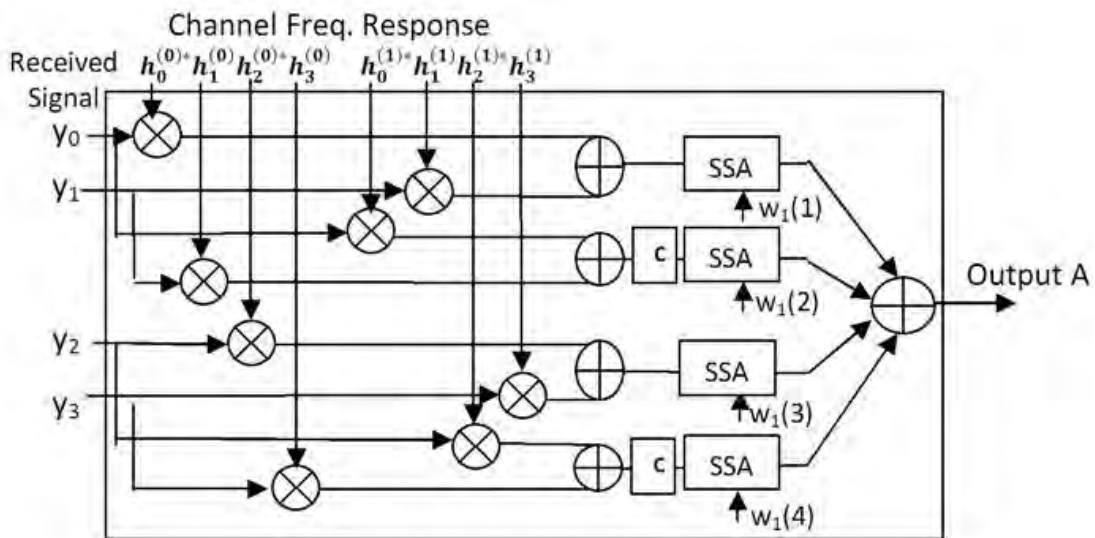 Channel Freq. Response
Received h₀⁽⁰⁾* h₁⁽⁰⁾ h₂⁽⁰⁾* h₃⁽⁰⁾ h₀⁽¹⁾* h₁⁽¹⁾ h₂⁽¹⁾* h₃⁽¹⁾
Signal
y₀
SSA
y₁
w₁(1)
c SSA
Output A
w₁(2)
y₂
SSA
y₃
w₁(3)
c SSA
w₁(4)